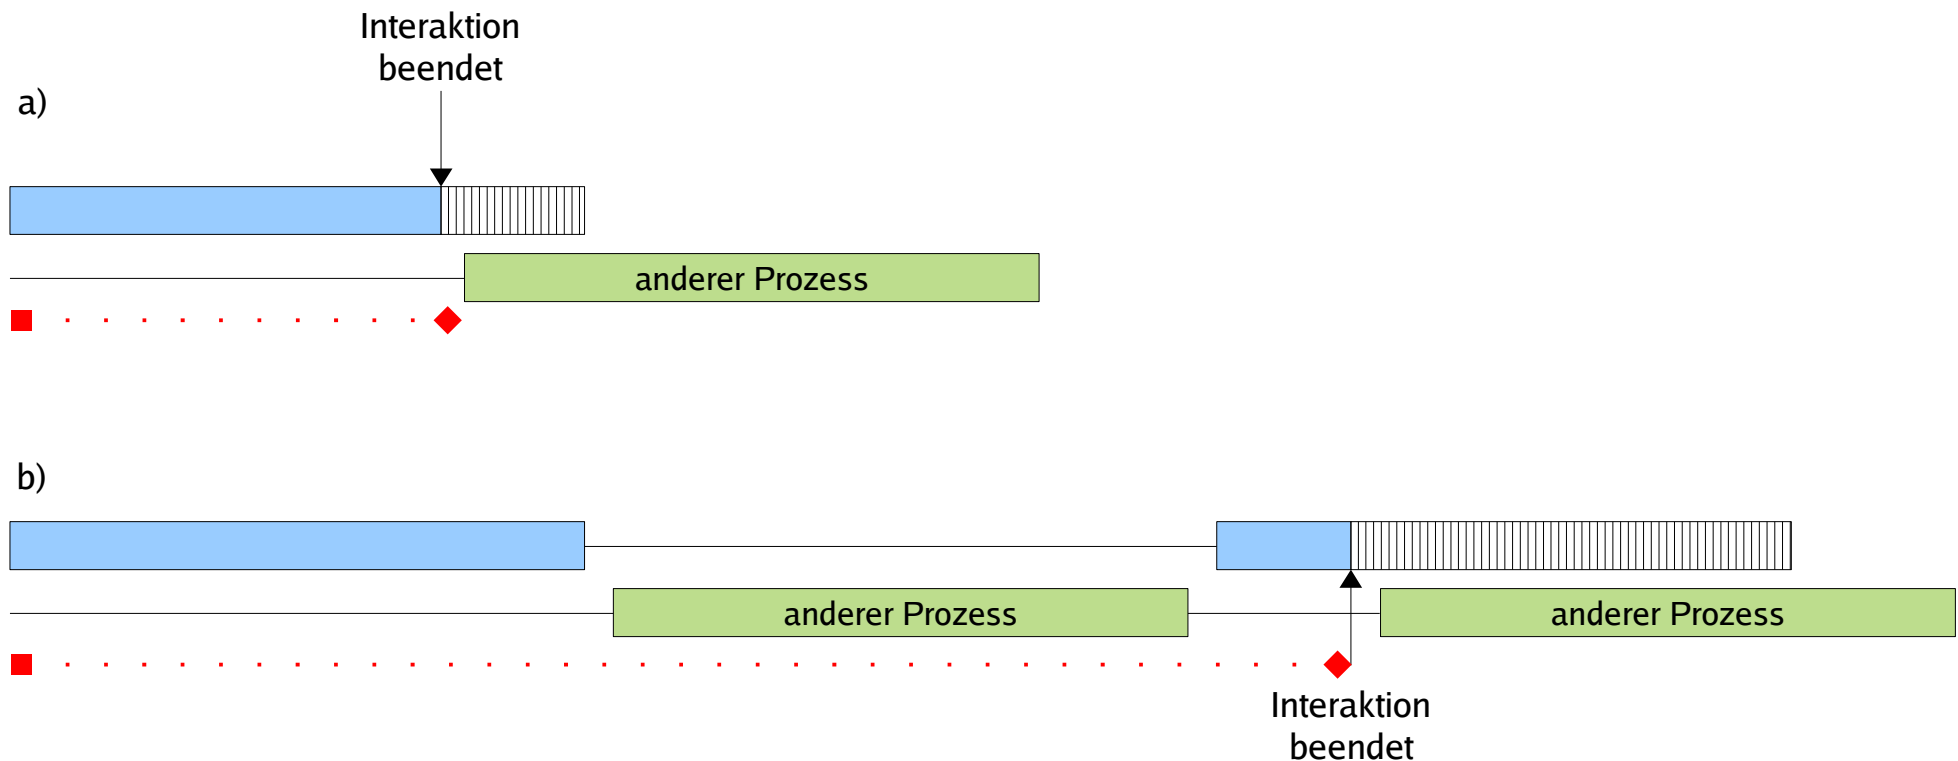 Interaktion
beendet
a)
anderer Prozess
b)
anderer Prozess
anderer Prozess
Interaktion
beendet